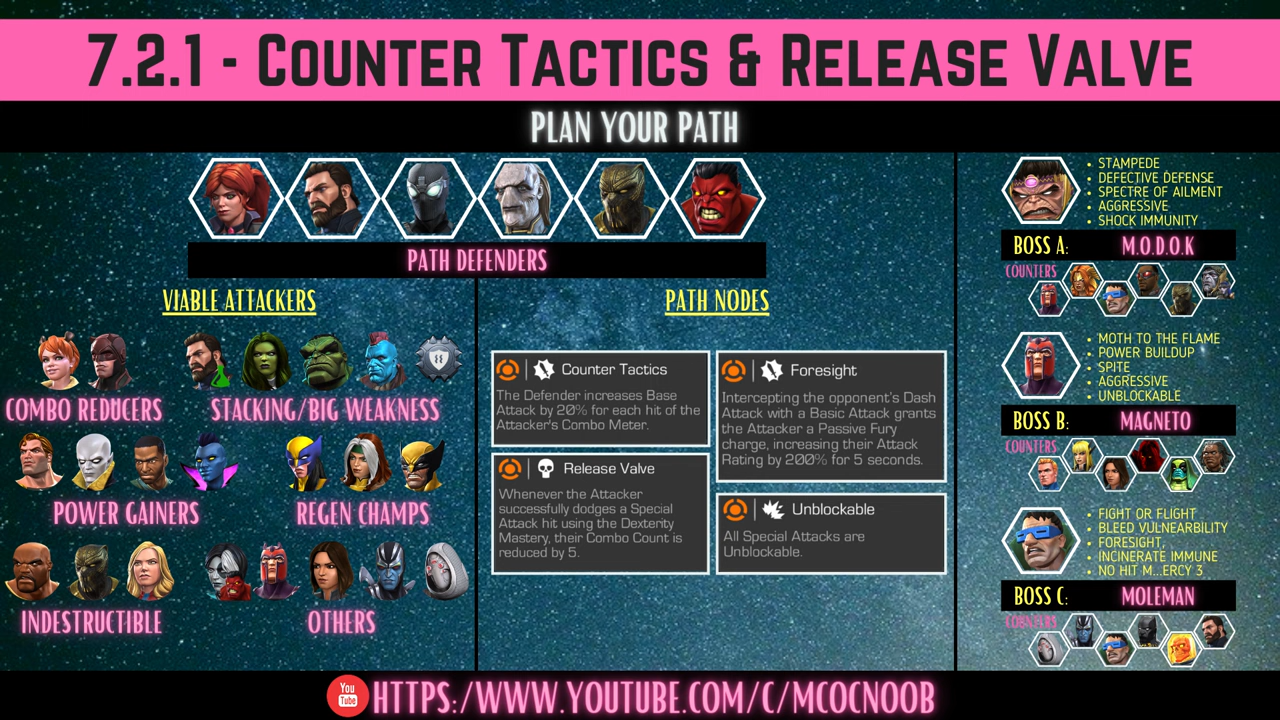 7.2.1 - COUNTER TACTICS & RELEASE VALVE
PLAN YOUR PATH
PATH DEFENDERS
VIABLE ATTACKERS
COMBO REDUCERS
STACKING/BIG WEAKNESS
POWER GAINERS
REGEN CHAMPS
INDESTRUCTIBLE
OTHERS
PATH NODES
Counter Tactics
The Defender increases Base
Attack by 20% for each hit of the
Attacker's Combo Meter.
Release Valve
Whenever the Attacker
successfully dodges a Special
Attack hit using the Dexterity
Mastery, their Combo Count is
reduced by 5.
Foresight
Intercepting the opponent's Dash
Attack with a Basic Attack grants
the Attacker a Passive Fury
charge, increasing their Attack
Rating by 200% for 5 seconds.
Unblockable
All Special Attacks are
Unblockable.
• STAMPEDE
• DEFECTIVE DEFENSE
• SPECTRE OF AILMENT
• AGGRESSIVE
• SHOCK IMMUNITY
BOSS A: M.O.D.O.K
COUNTERS
• MOTH TO THE FLAME
• POWER BUILDUP
• SPITE
• AGGRESSIVE
• UNBLOCKABLE
BOSS B: MAGNETO
COUNTERS
• FIGHT OR FLIGHT
• BLEED VULNEARBILITY
• FORESIGHT,
• INCINERATE IMMUNE
• NO HIT M...ERCY 3
BOSS C: MOLEMAN
COUNTERS
You
Tube
HTTPS:/WWW.YOUTUBE.COM/C/MCOCNOOB